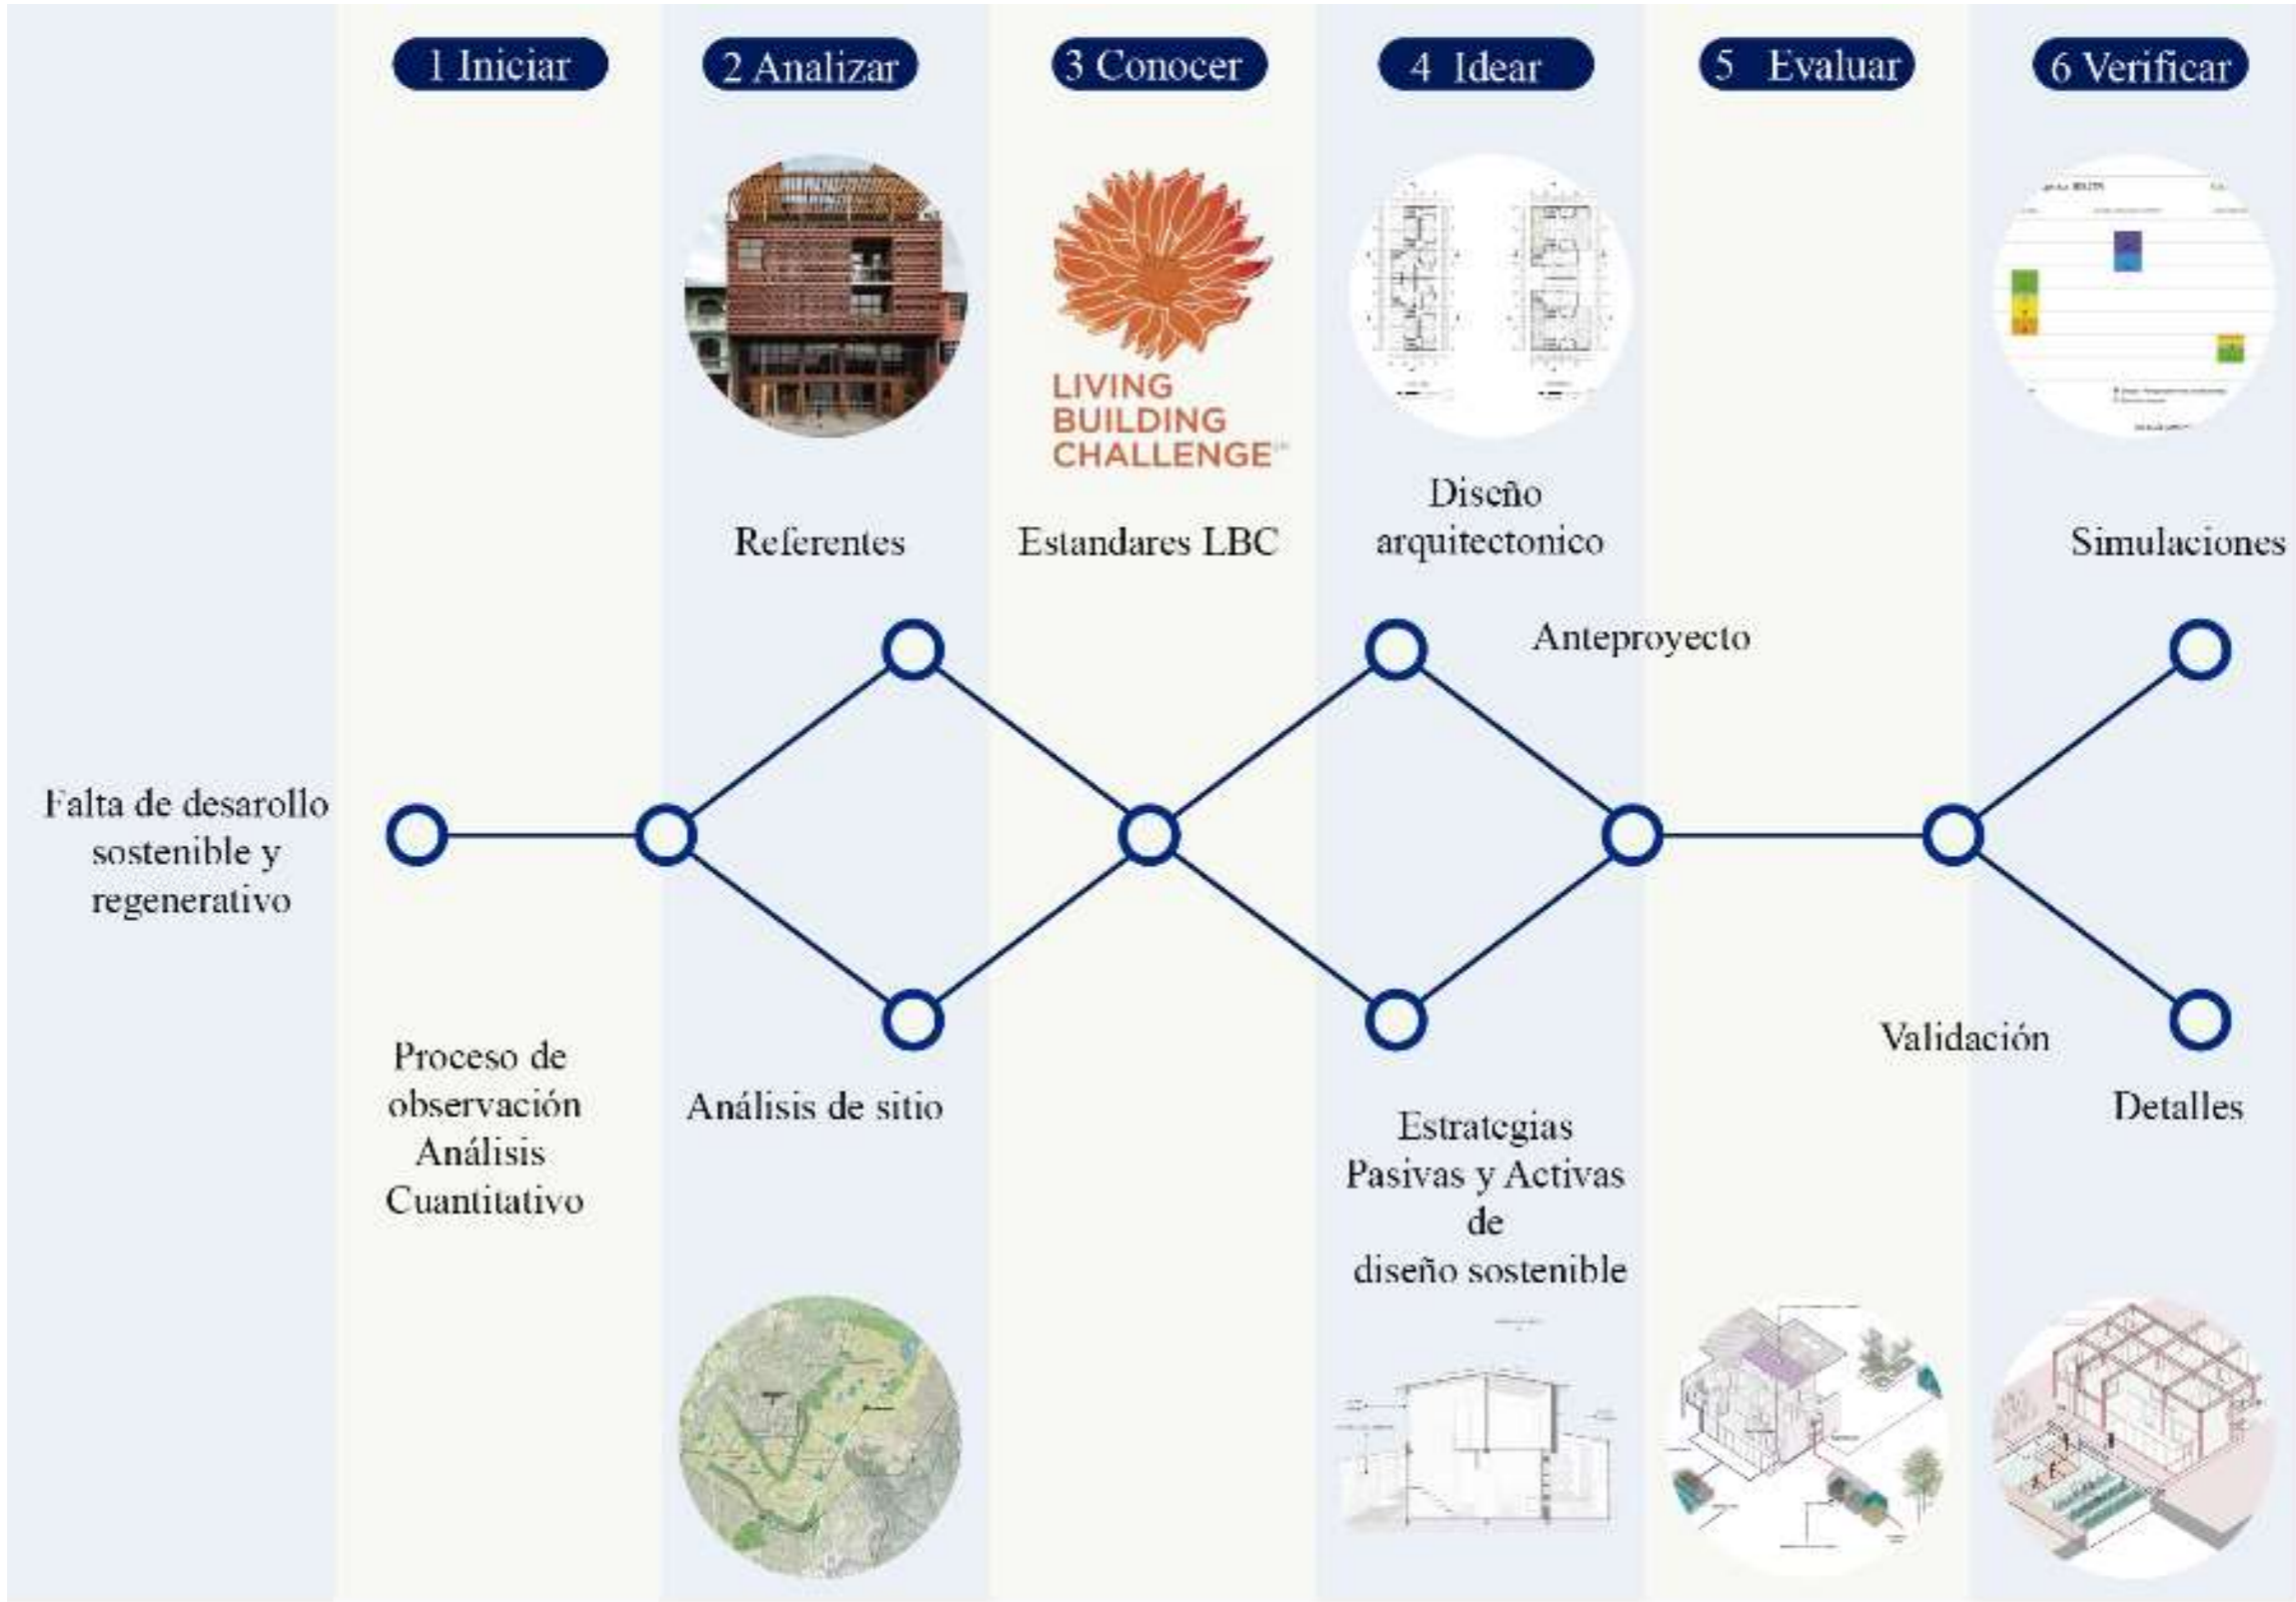 1 Iniciar
2 Analizar
3 Conocer
4 Idear
5 Evaluar
6 Verificar
LIVING
BUILDING
CHALLENGE
Referentes
Estandares LBC
Diseño
arquitectonico
Simulaciones
Anteproyecto
Falta de desarollo
sostenible y
regenerativo
Proceso de
observación
Análisis
Cuantitativo
Análisis de sitio
Estrategias
Pasivas y Activas
de
diseño sostenible
Validación
Detalles